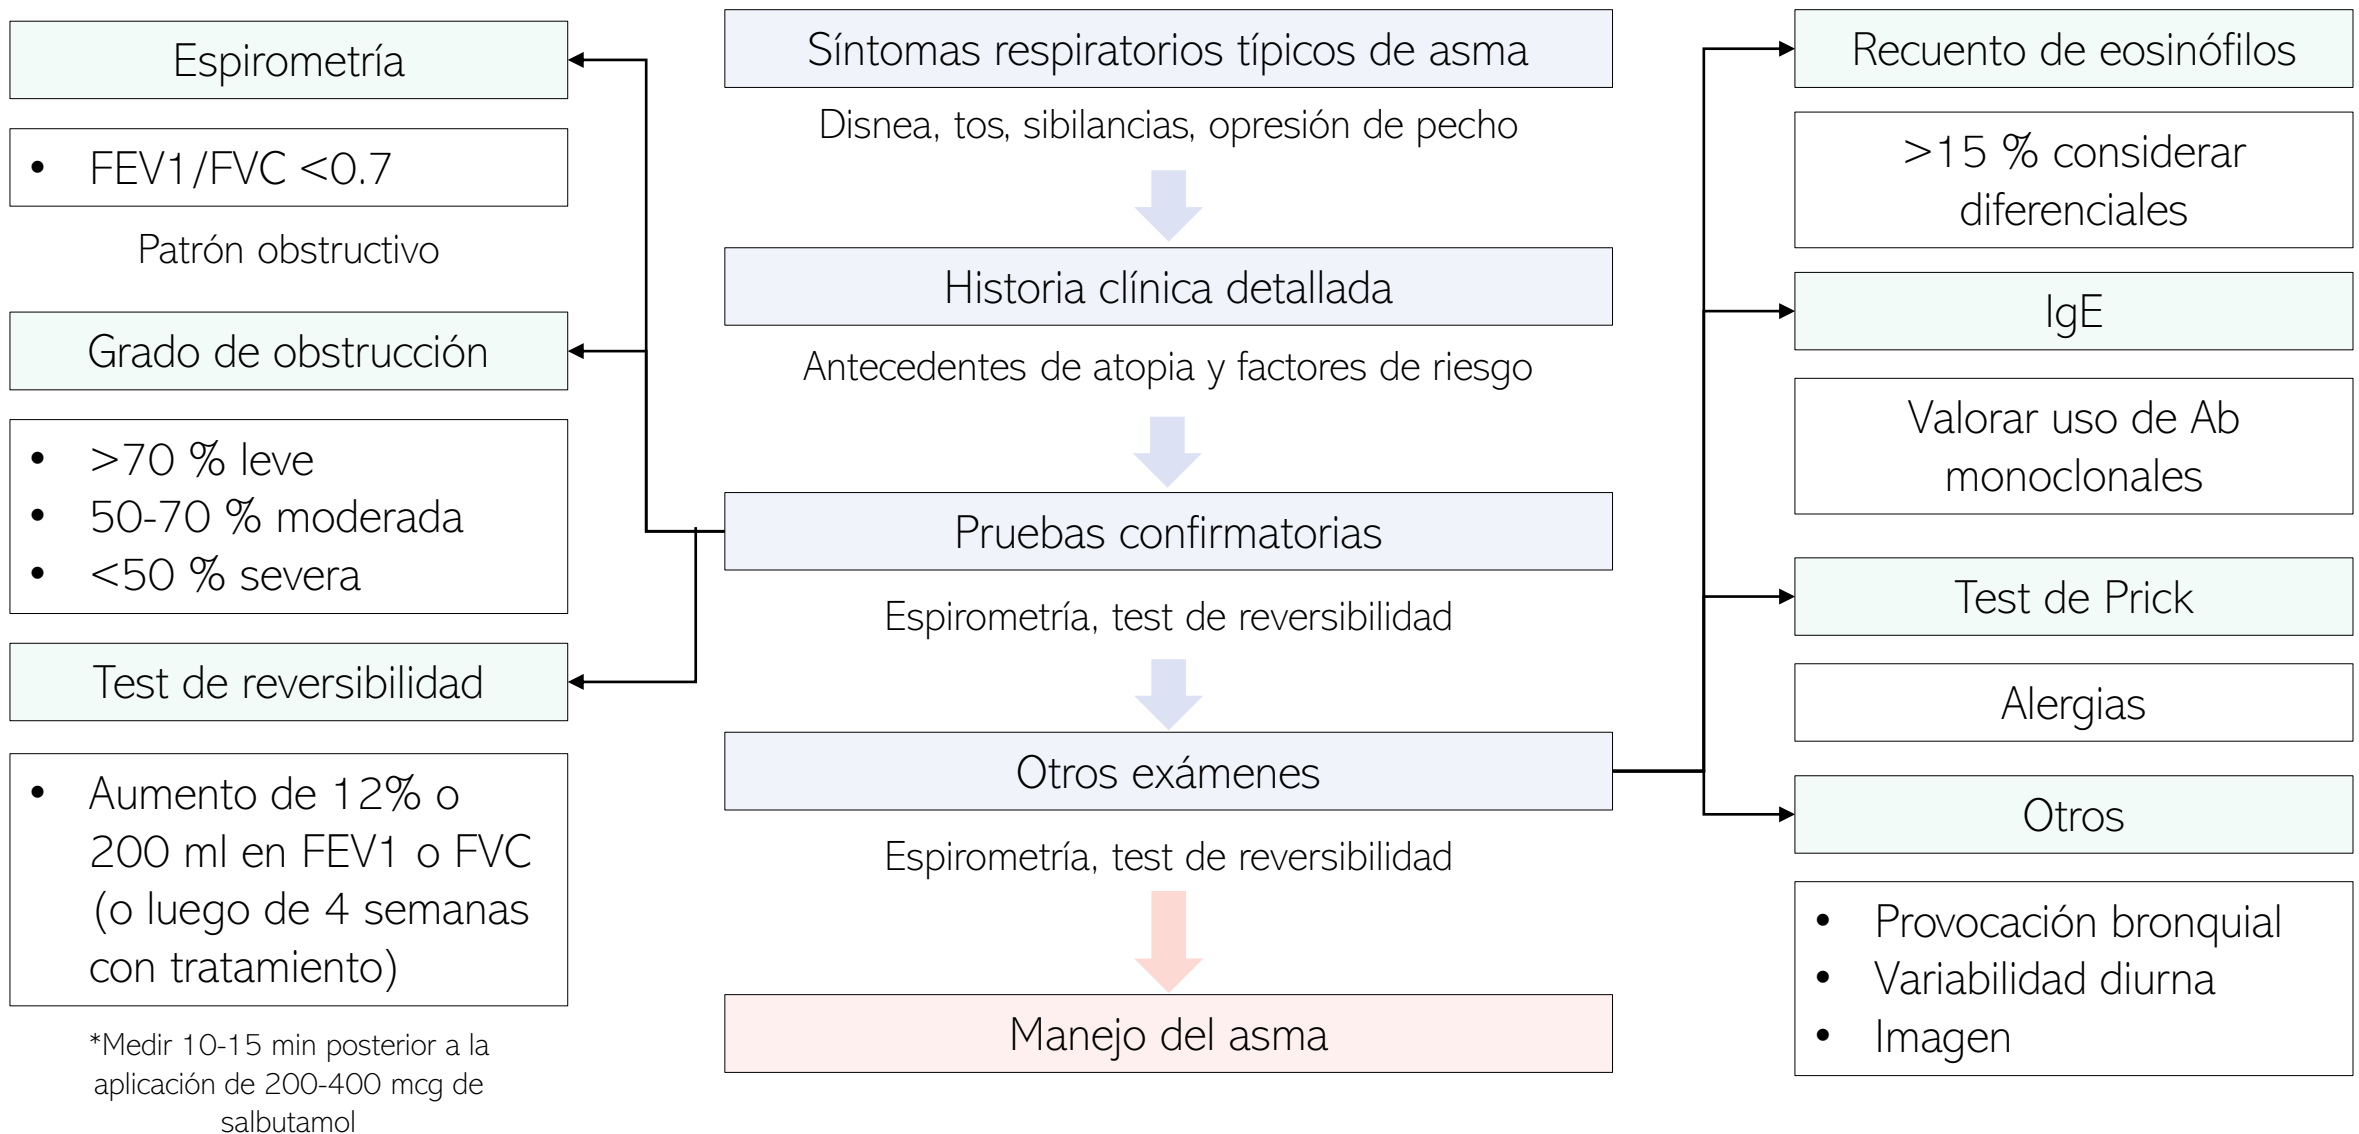 Espirometría
• FEV1/FVC <0.7
Patrón obstructivo
Grado de obstrucción
• >70 % leve
• 50-70 % moderada
• <50 % severa
Test de reversibilidad
• Aumento de 12% o
200 ml en FEV1 o FVC
(o luego de 4 semanas
con tratamiento)
*Medir 10-15 min posterior a la
aplicación de 200-400 mcg de
salbutamol
Síntomas respiratorios típicos de asma
Disnea, tos, sibilancias, opresión de pecho
Historia clínica detallada
Antecedentes de atopia y factores de riesgo
Pruebas confirmatorias
Espirometría, test de reversibilidad
Otros exámenes
Espirometría, test de reversibilidad
Manejo del asma
Recuento de eosinófilos
>15 % considerar
diferenciales
IgE
Valorar uso de Ab
monoclonales
Test de Prick
Alergias
Otros
• Provocación bronquial
• Variabilidad diurna
• Imagen